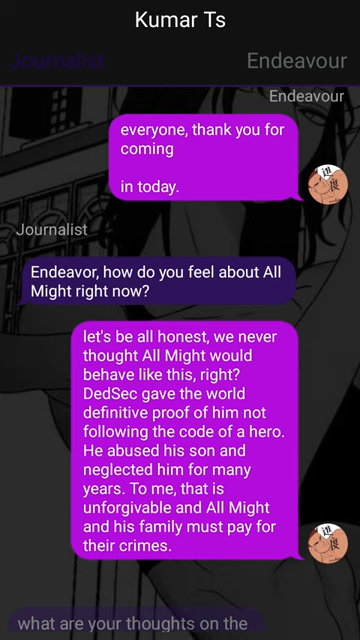 Kumar Ts
Journalist Endeavour
Endeavour
everyone, thank you for
coming
in today.
Journalist
Endeavor, how do you feel about All
Might right now?
let's be all honest, we never
thought All Might would
behave like this, right?
DedSec gave the world
definitive proof of him not
following the code of a hero.
He abused his son and
neglected him for many
years. To me, that is
unforgivable and All Might
and his family must pay for
their crimes.
what are your thoughts on the